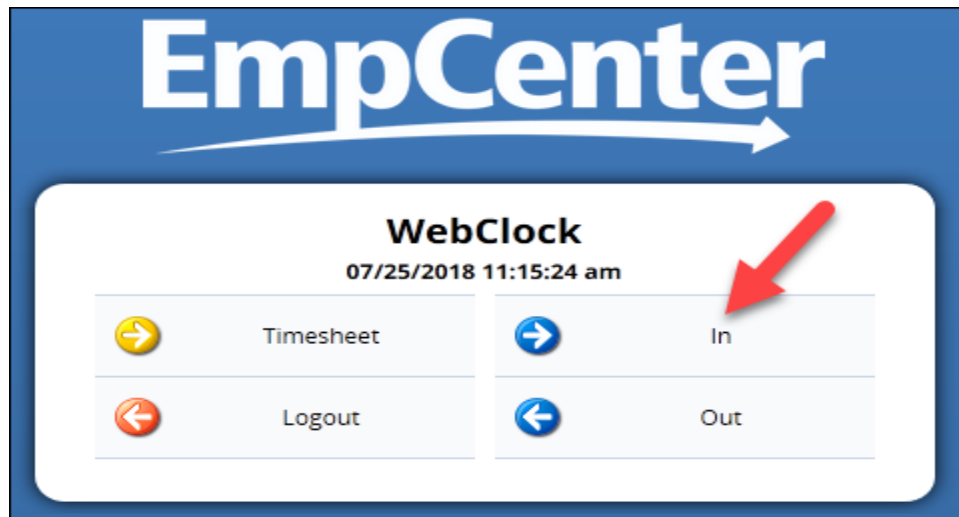 EmpCenter
WebClock
07/25/2018 11:15:24 am
Timesheet
In
Logout
Out